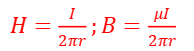 H = I/2πr ; B = μI/2πr